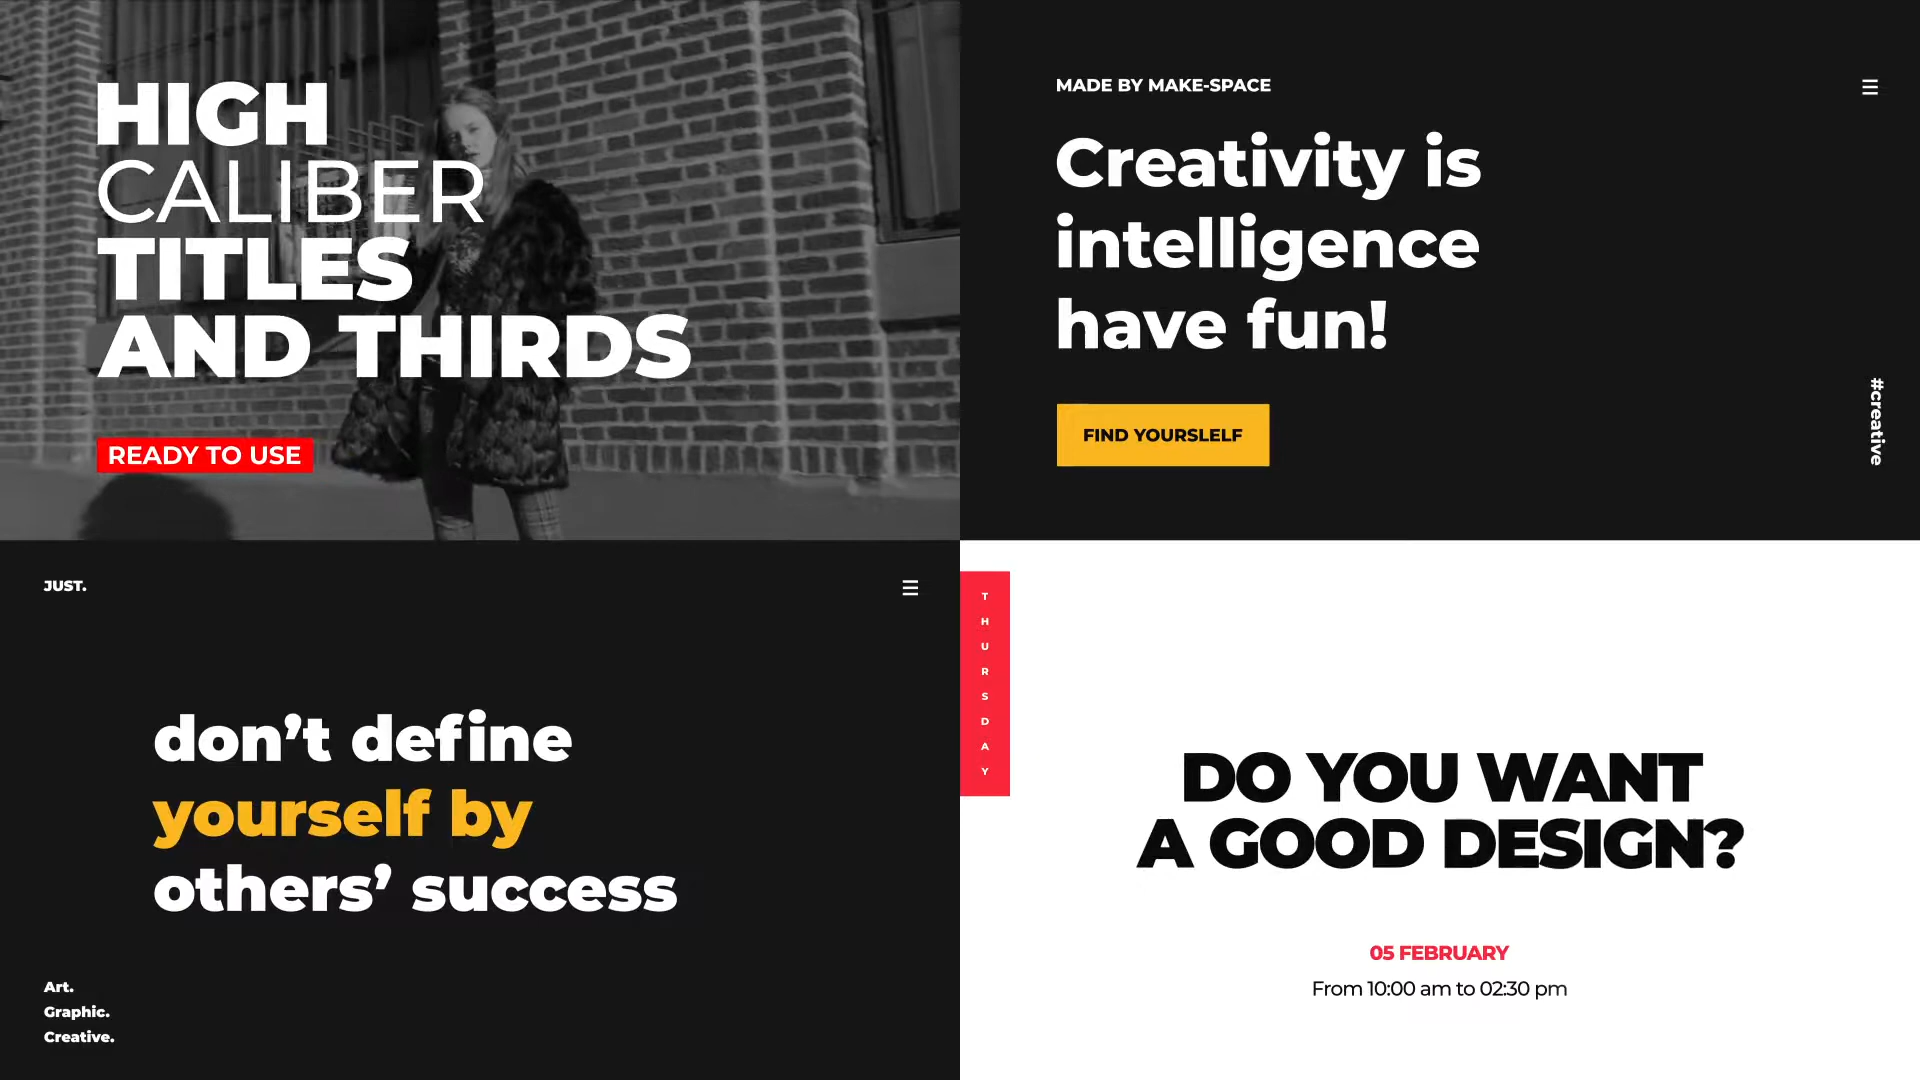 HIGH
CALIBER
TITLES
AND THIRDS
READY TO USE
MADE BY MAKE-SPACE
Creativity is
intelligence
have fun!
FIND YOURSLELF
#creative
JUST.
don’t define
yourself by
others’ success
Art.
Graphic.
Creative.
THURSDAY
DO YOU WANT
A GOOD DESIGN?
05 FEBRUARY
From 10:00 am to 02:30 pm